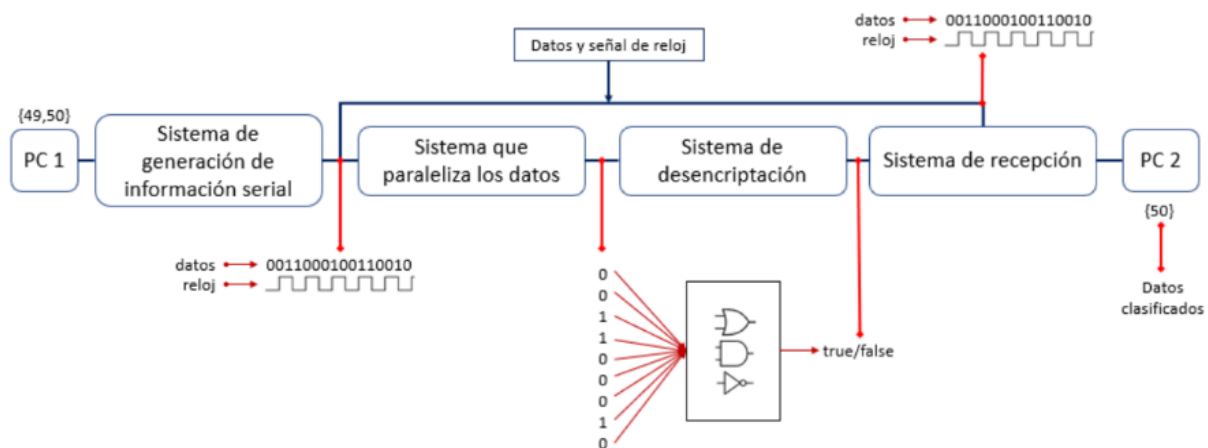 datos 0011000100110010
reloj
Datos y señal de reloj
{49,50}
PC 1
Sistema de
generación de
información serial
Sistema que
paraleliza los datos
Sistema de
desencriptación
Sistema de recepción
PC 2
{50}
datos 0011000100110010
reloj
Datos
clasificados
0
0
1
1
0
0
0
1
0
true/false